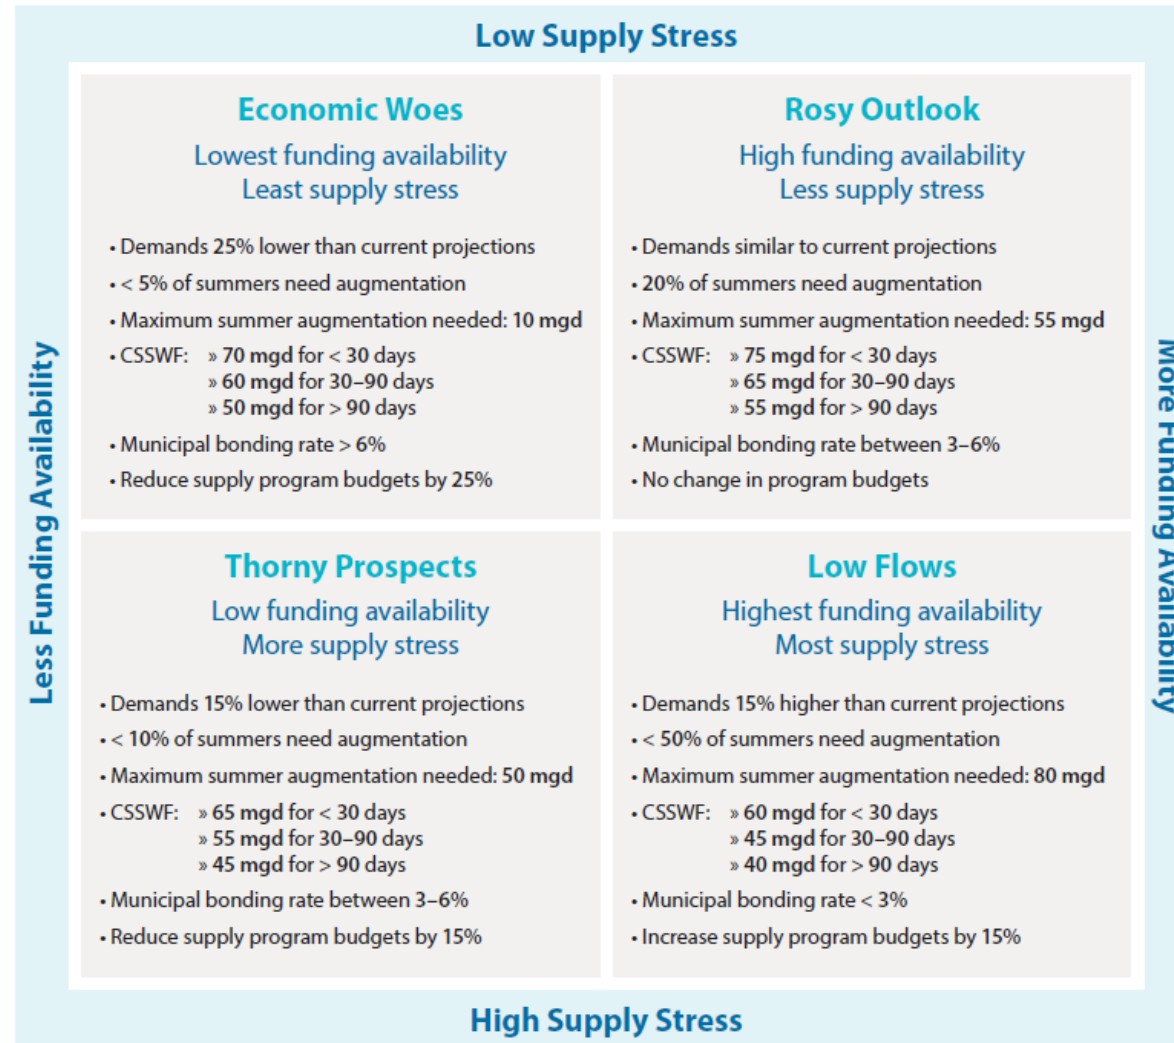 Low Supply Stress
Less Funding Availability
More Funding Availability
Economic Woes
Lowest funding availability
Least supply stress
• Demands 25% lower than current projections
• < 5% of summers need augmentation
• Maximum summer augmentation needed: 10 mgd
• CSSWF: » 70 mgd for < 30 days
» 60 mgd for 30–90 days
» 50 mgd for > 90 days
• Municipal bonding rate > 6%
• Reduce supply program budgets by 25%
Rosy Outlook
High funding availability
Less supply stress
• Demands similar to current projections
• 20% of summers need augmentation
• Maximum summer augmentation needed: 55 mgd
• CSSWF: » 75 mgd for < 30 days
» 65 mgd for 30–90 days
» 55 mgd for > 90 days
• Municipal bonding rate between 3–6%
• No change in program budgets
Thorny Prospects
Low funding availability
More supply stress
• Demands 15% lower than current projections
• < 10% of summers need augmentation
• Maximum summer augmentation needed: 50 mgd
• CSSWF: » 65 mgd for < 30 days
» 55 mgd for 30–90 days
» 45 mgd for > 90 days
• Municipal bonding rate between 3–6%
• Reduce supply program budgets by 15%
Low Flows
Highest funding availability
Most supply stress
• Demands 15% higher than current projections
• < 50% of summers need augmentation
• Maximum summer augmentation needed: 80 mgd
• CSSWF: » 60 mgd for < 30 days
» 45 mgd for 30–90 days
» 40 mgd for > 90 days
• Municipal bonding rate < 3%
• Increase supply program budgets by 15%
High Supply Stress